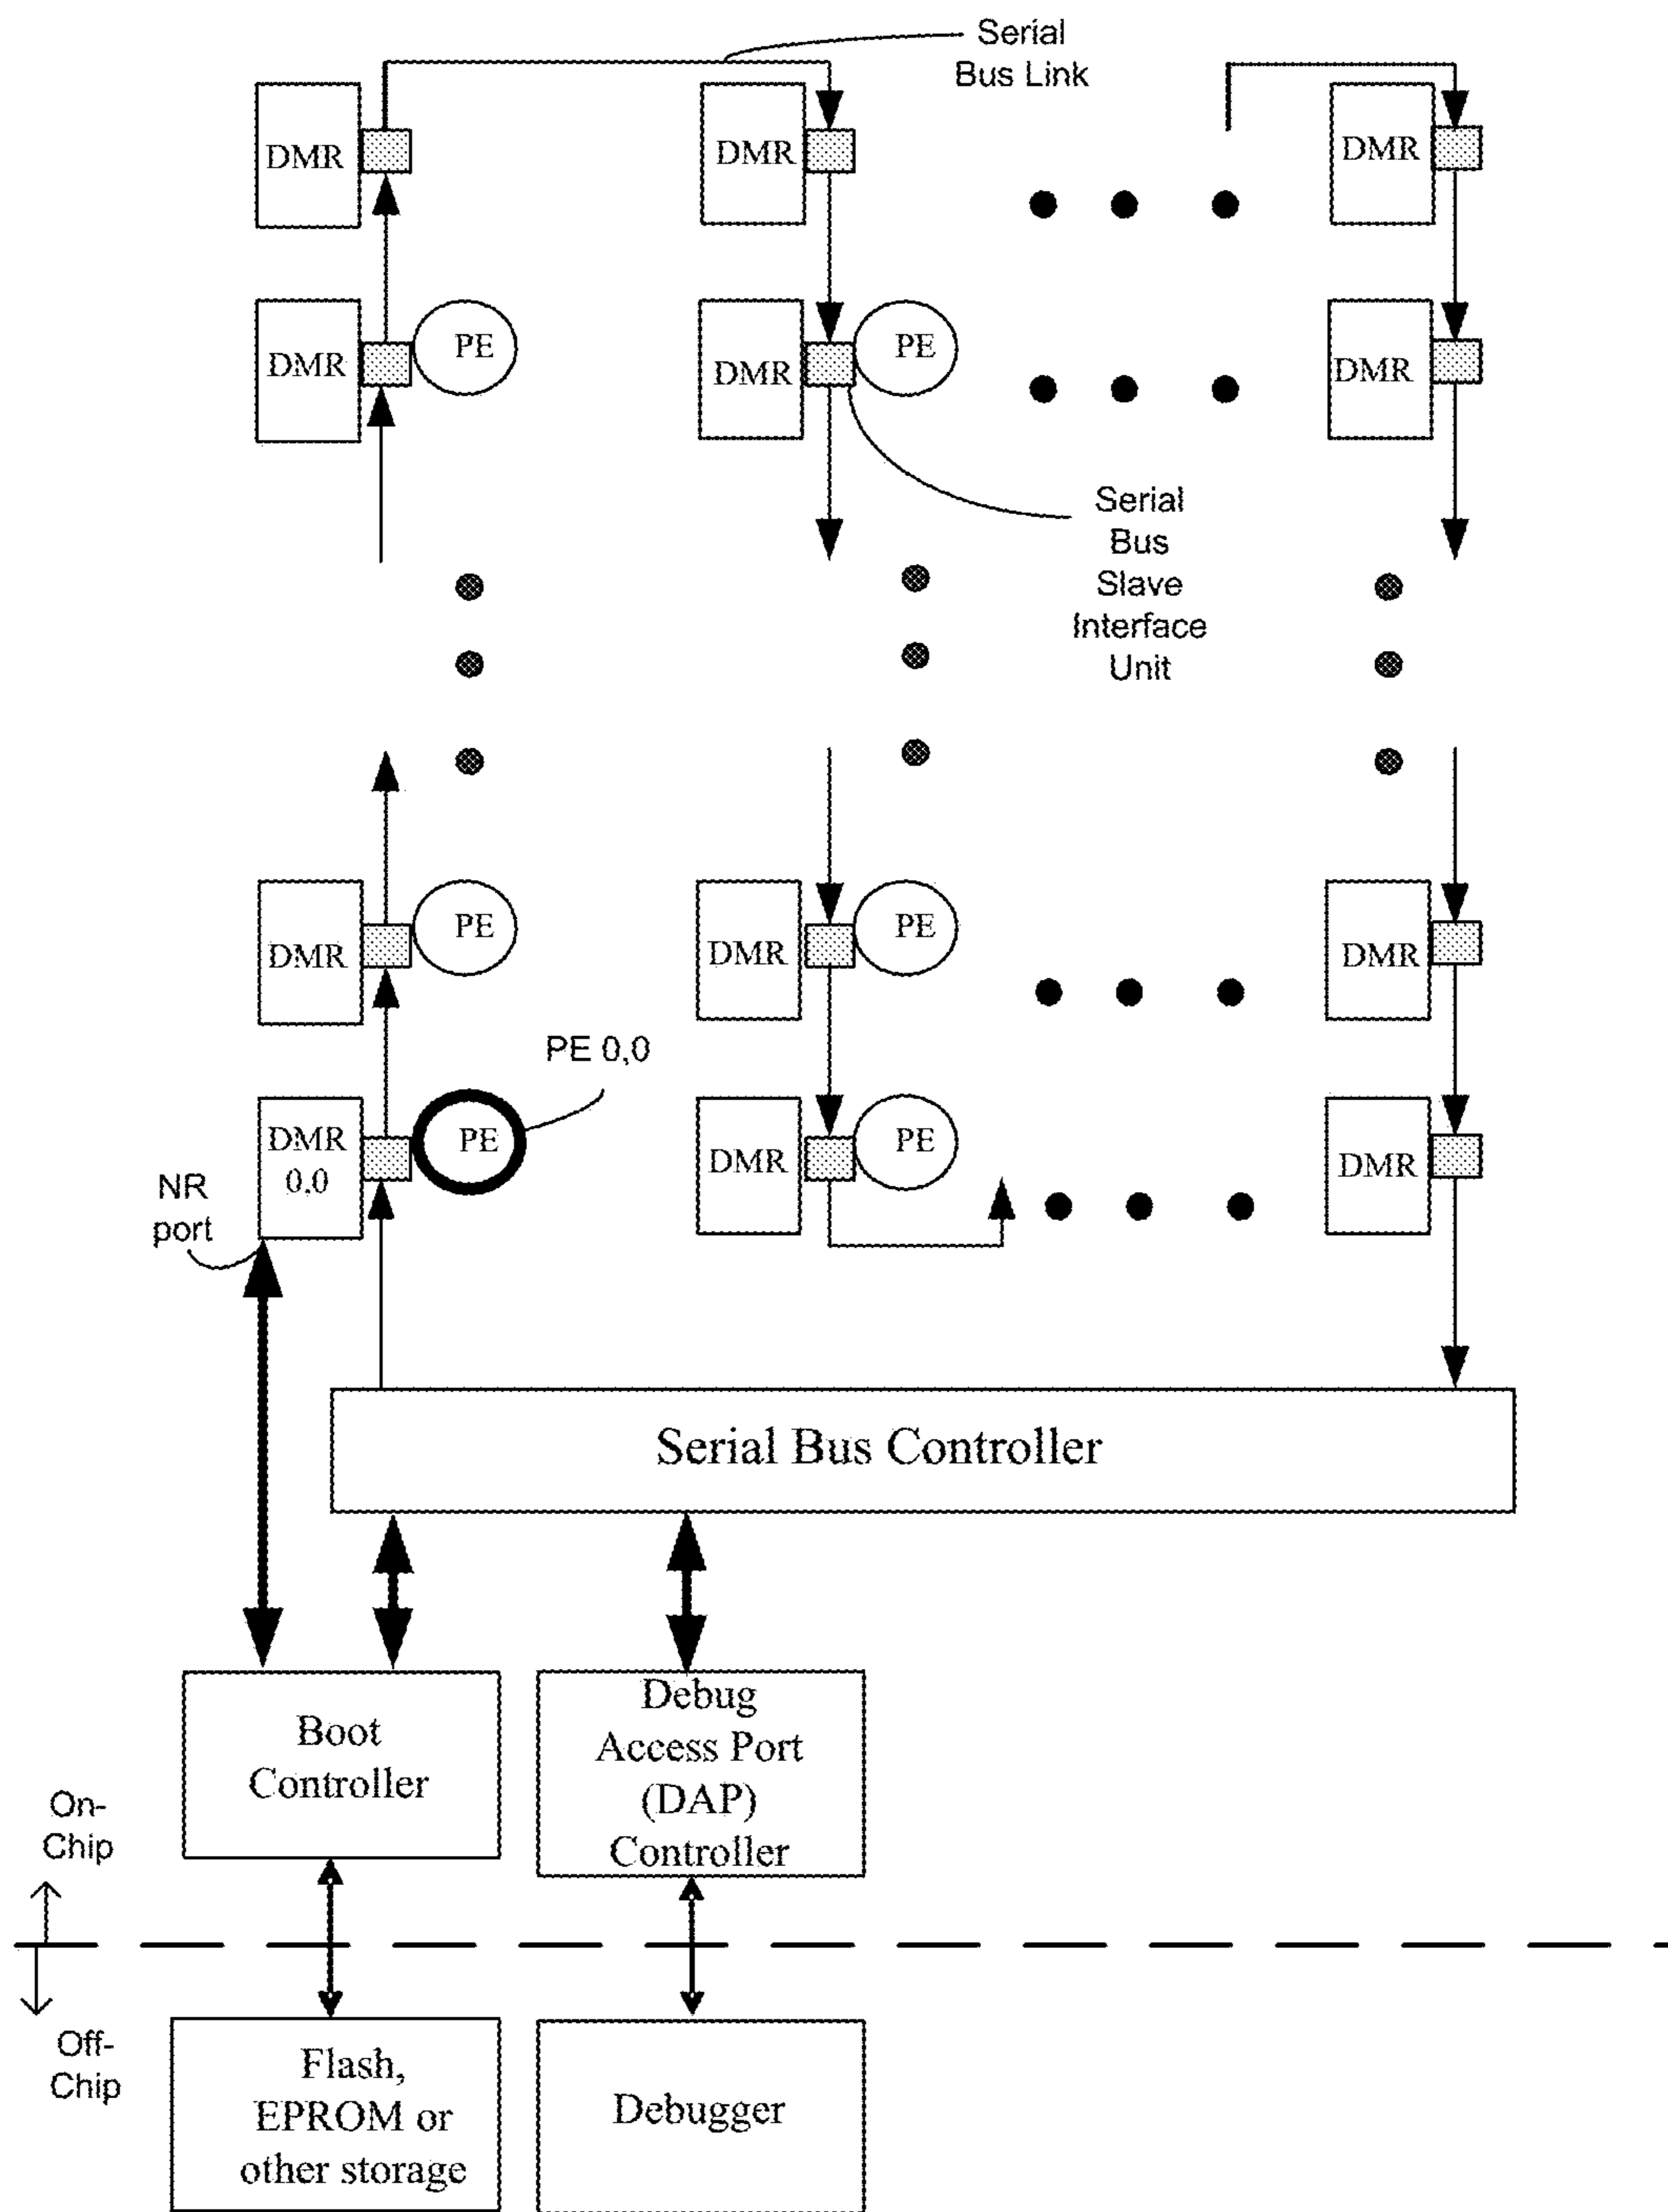 Serial
Bus Link
DMR
DMR
DMR
DMR
PE
DMR
PE
DMR
Serial
Bus
Slave
Interface
Unit
DMR
PE
DMR
PE
DMR
PE 0,0
DMR
0,0
PE
DMR
PE
DMR
NR
port
Serial Bus Controller
Boot
Controller
Debug
Access Port
(DAP)
Controller
On-
Chip
Off-
Chip
Flash,
EPROM or
other storage
Debugger